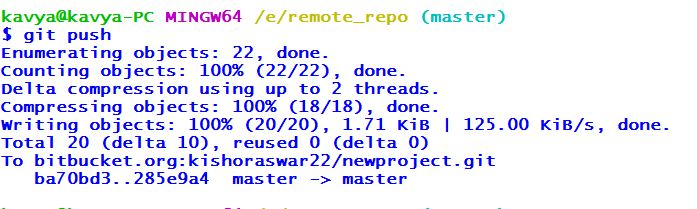 kavya@kavya-PC MINGW64 /e/remote_repo (master)
$ git push
Enumerating objects: 22, done.
Counting objects: 100% (22/22), done.
Delta compression using up to 2 threads.
Compressing objects: 100% (18/18), done.
Writing objects: 100% (20/20), 1.71 KiB | 125.00 KiB/s, done.
Total 20 (delta 10), reused 0 (delta 0)
To bitbucket.org:kishoraswar22/newproject.git
   ba70bd3..285e9a4  master -> master